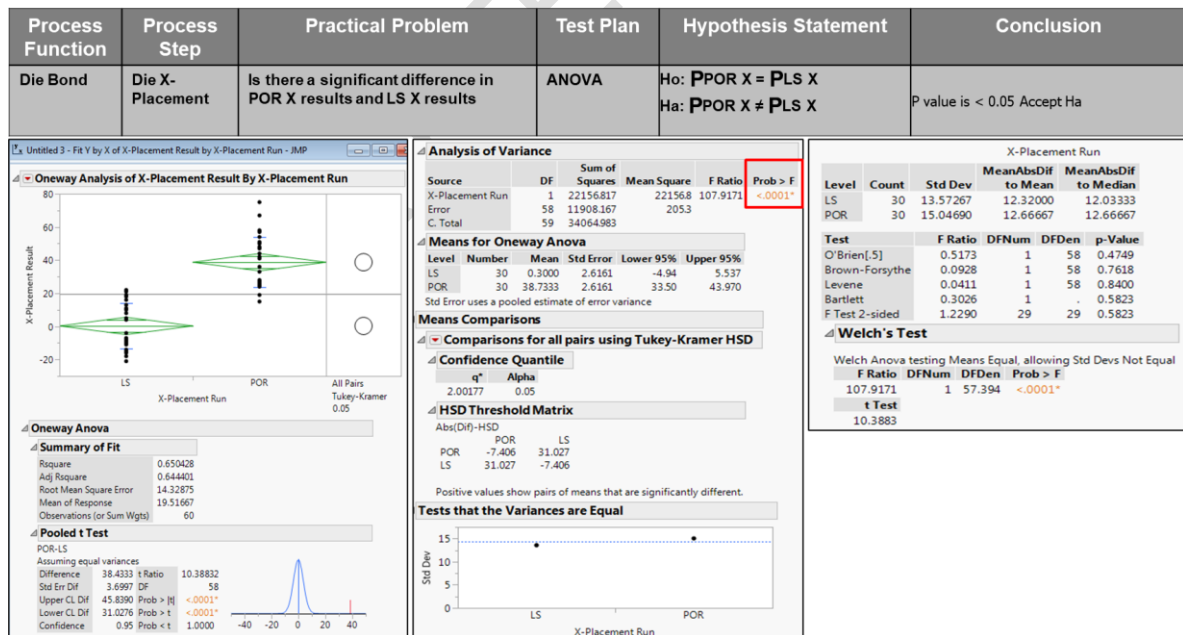 Process Function
Process Step
Practical Problem
Test Plan
Hypothesis Statement
Conclusion
Die Bond
Die X-Placement
Is there a significant difference in
POR X results and LS X results
ANOVA
Ho: PPOR X = PLS X
Ha: PPOR X ≠ PLS X
P value is < 0.05 Accept Ha
Untitled 3 - Fit Y by X of X-Placement Result by X-Placement Run - JMP
Oneway Analysis of X-Placement Result By X-Placement Run
80
60
40
20
0
-20
X-Placement Result
LS POR
X-Placement Run
All Pairs
Tukey-Kramer
0.05
Oneway Anova
Summary of Fit
Rsquare 0.650428
Adj Rsquare 0.644401
Root Mean Square Error 14.32875
Mean of Response 19.51667
Observations (or Sum Wgts) 60
Pooled t Test
POR-LS
Assuming equal variances
Difference 38.4333 t Ratio 10.38832
Std Err Dif 3.6997 DF 58
Upper CL Dif 45.8390 Prob > |t| <.0001*
Lower CL Dif 31.0276 Prob > t <.0001*
Confidence 0.95 Prob < t 1.0000
-40 -20 0 20 40
Analysis of Variance
Sum of
Source DF Squares Mean Square F Ratio Prob > F
X-Placement Run 1 22156.817 22156.8 107.9171 <.0001*
Error 58 11908.167 205.3
C. Total 59 34064.983
Means for Oneway Anova
Level Number Mean Std Error Lower 95% Upper 95%
LS 30 0.3000 2.6161 -4.94 5.537
POR 30 38.7333 2.6161 33.50 43.970
Std Error uses a pooled estimate of error variance
Means Comparisons
Comparisons for all pairs using Tukey-Kramer HSD
Confidence Quantile
q* Alpha
2.00177 0.05
HSD Threshold Matrix
Abs(Dif)-HSD
POR LS
POR -7.406 31.027
LS 31.027 -7.406
Positive values show pairs of means that are significantly different.
Tests that the Variances are Equal
15
10
5
0
Std Dev
LS POR
X-Placement Run
X-Placement Run
MeanAbsDif MeanAbsDif
Level Count Std Dev to Mean to Median
LS 30 13.57267 12.32000 12.03333
POR 30 15.04690 12.66667 12.66667
Test F Ratio DFNum DFDen p-Value
O'Brien[.5] 0.5173 1 58 0.4749
Brown-Forsythe 0.0928 1 58 0.7618
Levene 0.0411 1 58 0.8400
Bartlett 0.3026 1 . 0.5823
F Test 2-sided 1.2290 29 29 0.5823
Welch's Test
Welch Anova testing Means Equal, allowing Std Devs Not Equal
F Ratio DFNum DFDen Prob > F
107.9171 1 57.394 <.0001*
t Test
10.3883